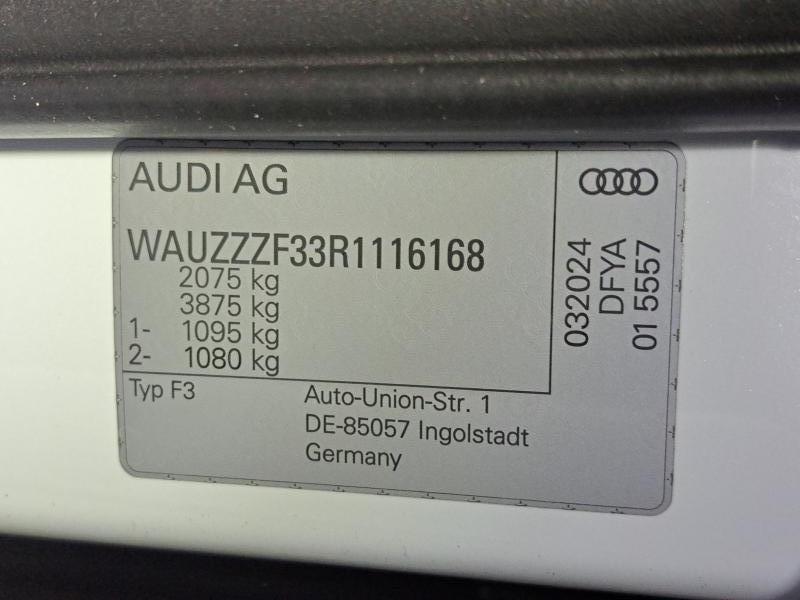 AUDI AG
WAUZZZF33R1116168
2075 kg
3875 kg
1- 1095 kg
2- 1080 kg
Typ F3
Auto-Union-Str. 1
DE-85057 Ingolstadt
Germany
032024
DFYA
01 5557